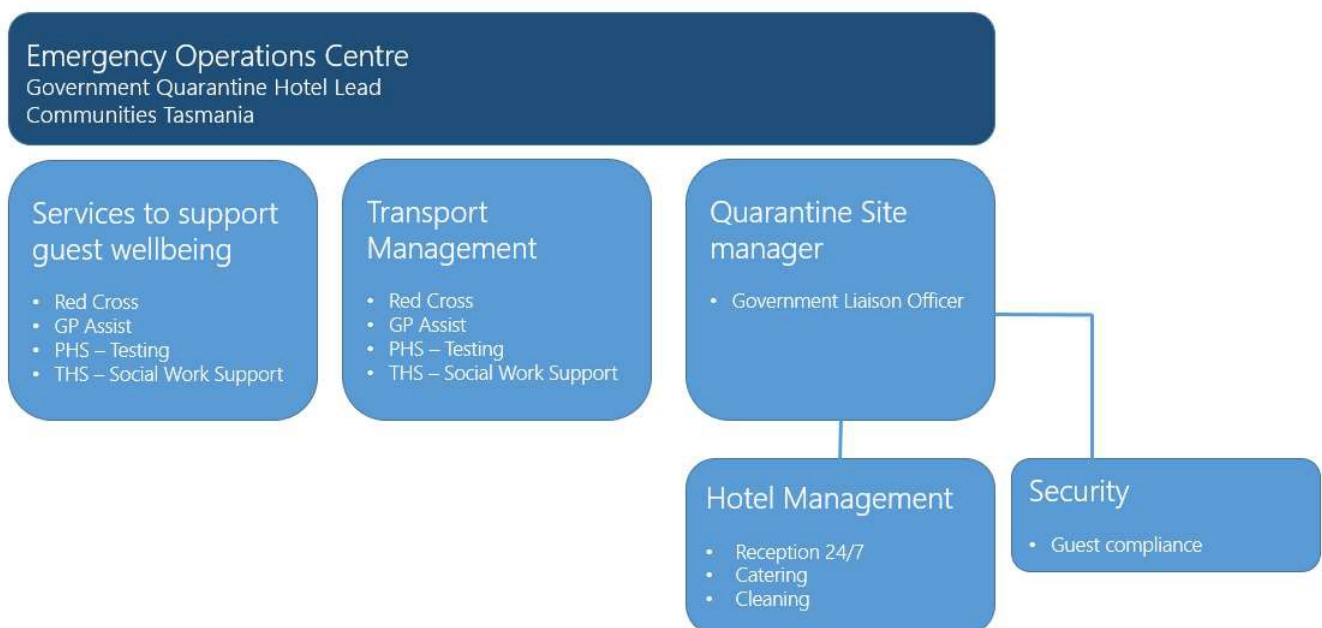 Emergency Operations Centre
Government Quarantine Hotel Lead
Communities Tasmania
Services to support
guest wellbeing
• Red Cross
• GP Assist
• PHS – Testing
• THS – Social Work Support
Transport
Management
• Red Cross
• GP Assist
• PHS – Testing
• THS – Social Work Support
Quarantine Site
manager
• Government Liaison Officer
Hotel Management
• Reception 24/7
• Catering
• Cleaning
Security
• Guest compliance